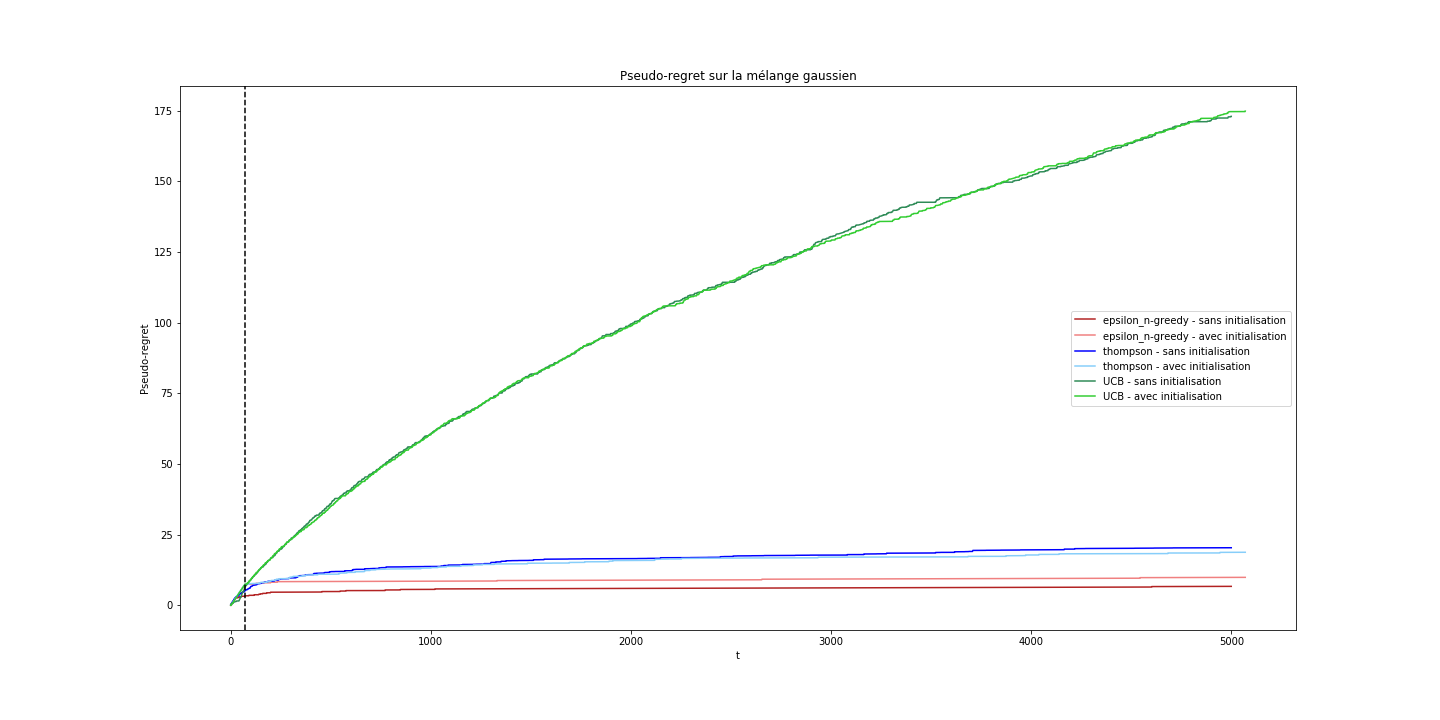 Pseudo-regret sur la mélange gaussien
175
150
125
100
75
50
25
0
Pseudo-regret
epsilon_n-greedy - sans initialisation
epsilon_n-greedy - avec initialisation
thompson - sans initialisation
thompson - avec initialisation
UCB - sans initialisation
UCB - avec initialisation
0 1000 2000 3000 4000 5000
t